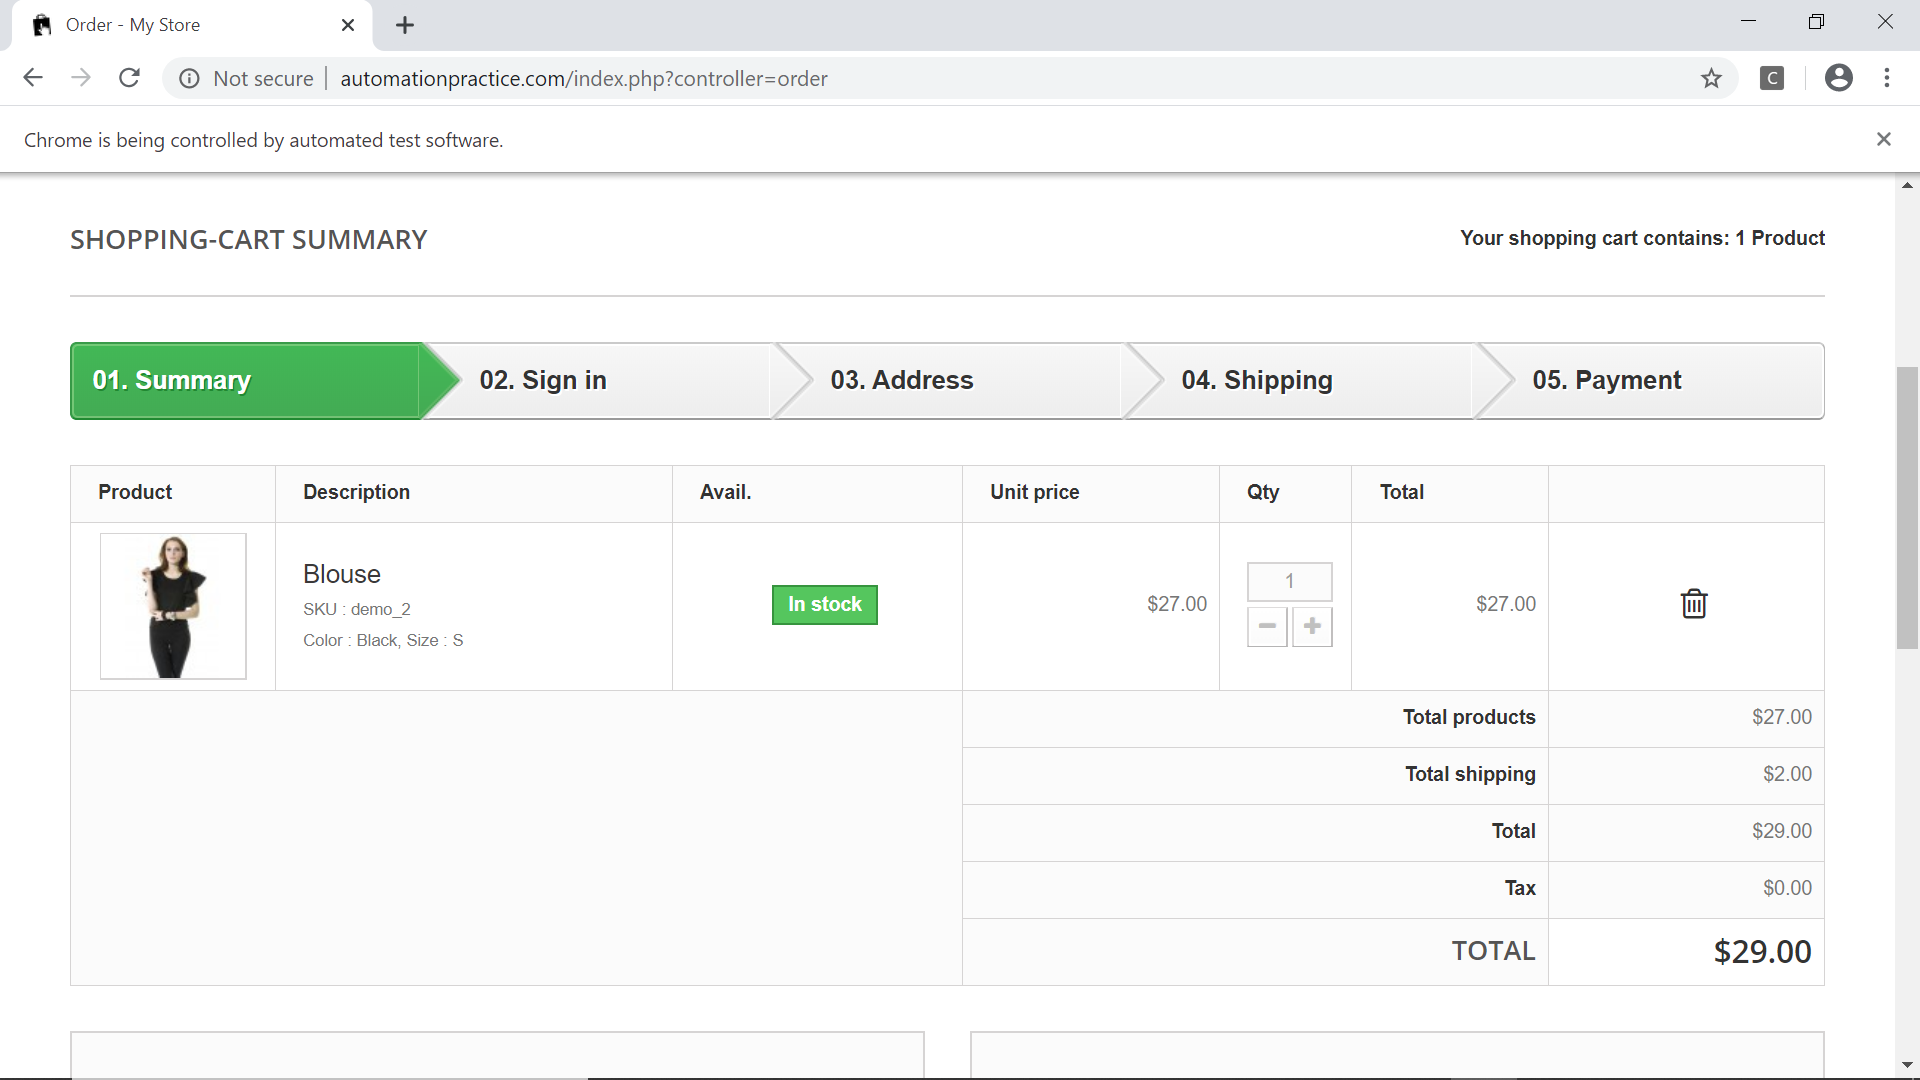 Order - My Store
Not secure
automationpractice.com/index.php?controller=order
C
Chrome is being controlled by automated test software.
SHOPPING-CART SUMMARY
Your shopping cart contains: 1 Product
01. Summary
02. Sign in
03. Address
04. Shipping
05. Payment
Product
Description
Avail.
Unit price
Qty
Total
Blouse
SKU : demo_2
Color : Black, Size : S
In stock
$27.00
1
$27.00
Total products
$27.00
Total shipping
$2.00
Total
$29.00
Tax
$0.00
TOTAL
$29.00